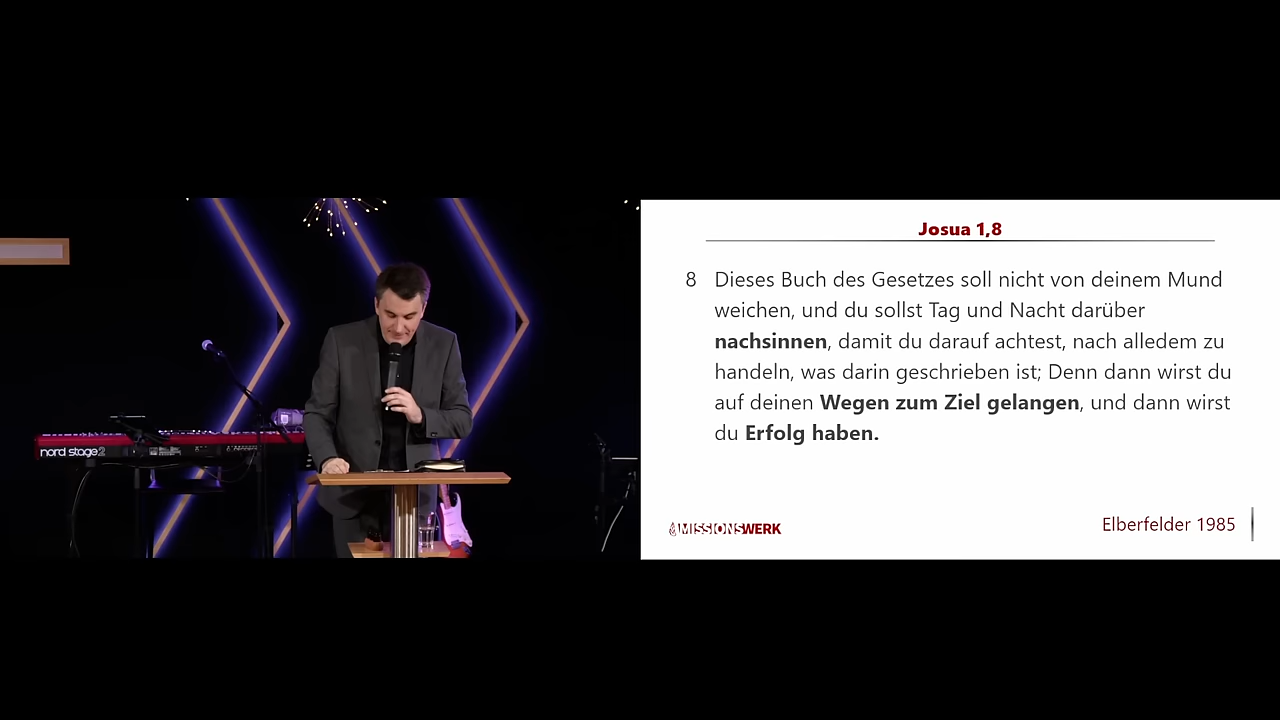 nord stage 2
Josua 1,8
8 Dieses Buch des Gesetzes soll nicht von deinem Mund
weichen, und du sollst Tag und Nacht darüber
nachsinnen, damit du darauf achtest, nach alledem zu
handeln, was darin geschrieben ist; Denn dann wirst du
auf deinen Wegen zum Ziel gelangen, und dann wirst
du Erfolg haben.
MISSIONSWERK
Elberfelder 1985